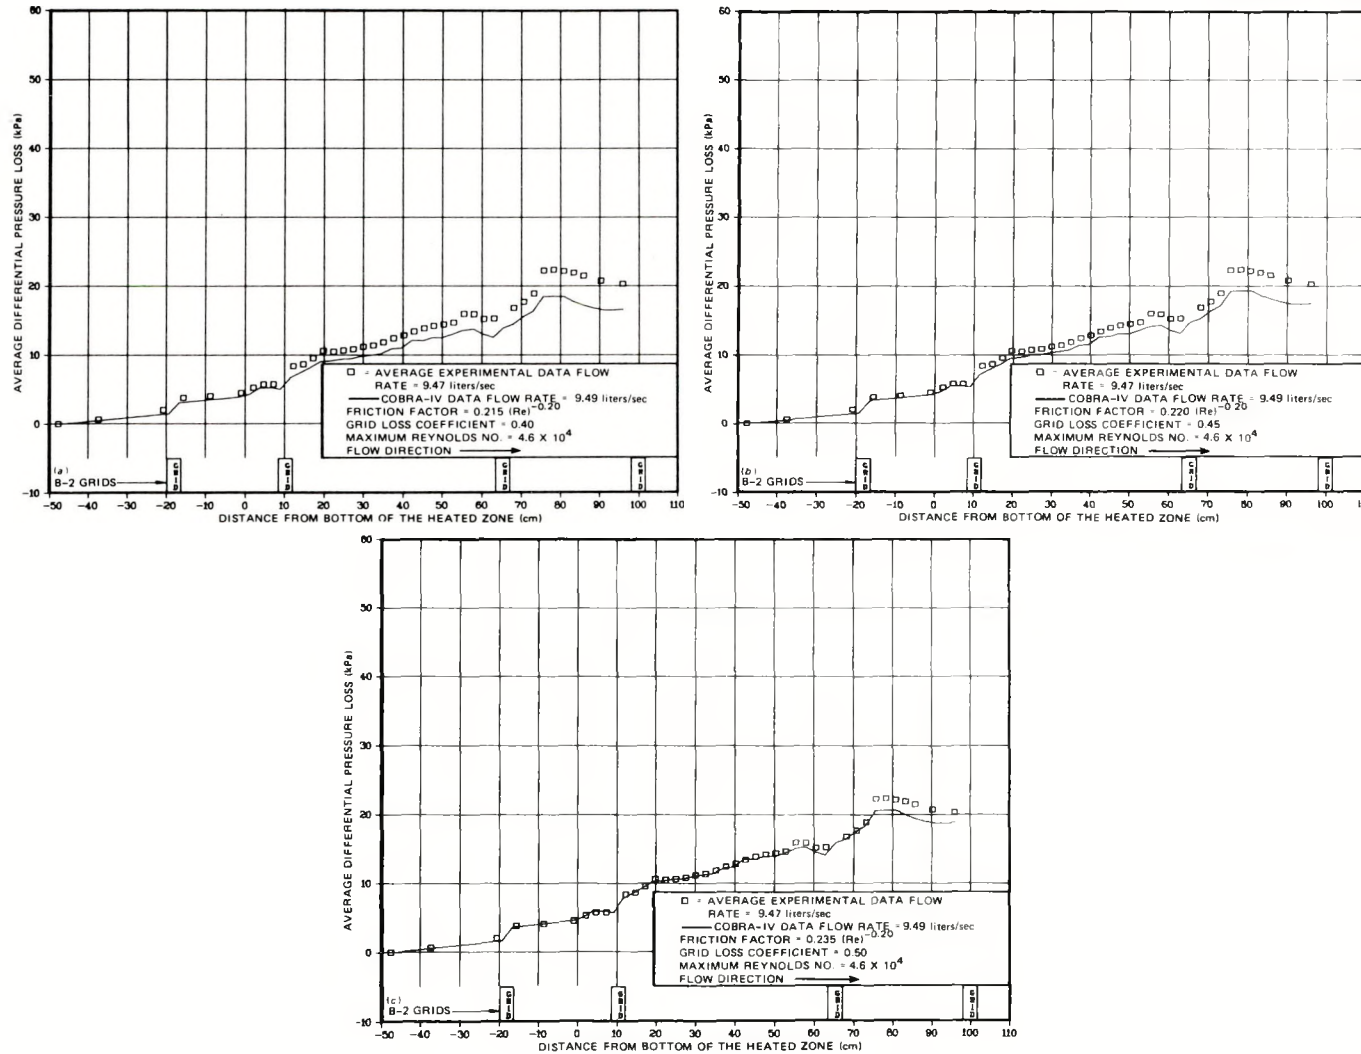 60
50
40
30
20
10
0
-10
AVERAGE DIFFERENTIAL PRESSURE LOSS (kPa)
□ = AVERAGE EXPERIMENTAL DATA FLOW
RATE = 9.47 liters/sec
—— COBRA-IV DATA FLOW RATE = 9.49 liters/sec
FRICTION FACTOR = 0.215 (Re)^-0.20
GRID LOSS COEFFICIENT = 0.40
MAXIMUM REYNOLDS NO. = 4.6 X 10^4
FLOW DIRECTION
(a)
B-2 GRIDS
GRID GRID GRID GRID
-50 -40 -30 -20 -10 0 10 20 30 40 50 60 70 80 90 100 110
DISTANCE FROM BOTTOM OF THE HEATED ZONE (cm)
60
50
40
30
20
10
0
-10
AVERAGE DIFFERENTIAL PRESSURE LOSS (kPa)
□ = AVERAGE EXPERIMENTAL DATA FLOW
RATE = 9.47 liters/sec
—— COBRA-IV DATA FLOW RATE = 9.49 liters/sec
FRICTION FACTOR = 0.220 (Re)^-0.20
GRID LOSS COEFFICIENT = 0.45
MAXIMUM REYNOLDS NO. = 4.6 X 10^4
FLOW DIRECTION
(b)
B-2 GRIDS
GRID GRID GRID GRID
-50 -40 -30 -20 -10 0 10 20 30 40 50 60 70 80 90 100
DISTANCE FROM BOTTOM OF THE HEATED ZONE (cm)
60
50
40
30
20
10
0
-10
AVERAGE DIFFERENTIAL PRESSURE LOSS (kPa)
□ = AVERAGE EXPERIMENTAL DATA FLOW
RATE = 9.47 liters/sec
—— COBRA-IV DATA FLOW RATE = 9.49 liters/sec
FRICTION FACTOR = 0.235 (Re)^-0.20
GRID LOSS COEFFICIENT = 0.50
MAXIMUM REYNOLDS NO. = 4.6 X 10^4
FLOW DIRECTION
(c)
B-2 GRIDS
GRID GRID GRID GRID
-50 -40 -30 -20 -10 0 10 20 30 40 50 60 70 80 90 100 110
DISTANCE FROM BOTTOM OF THE HEATED ZONE (cm)